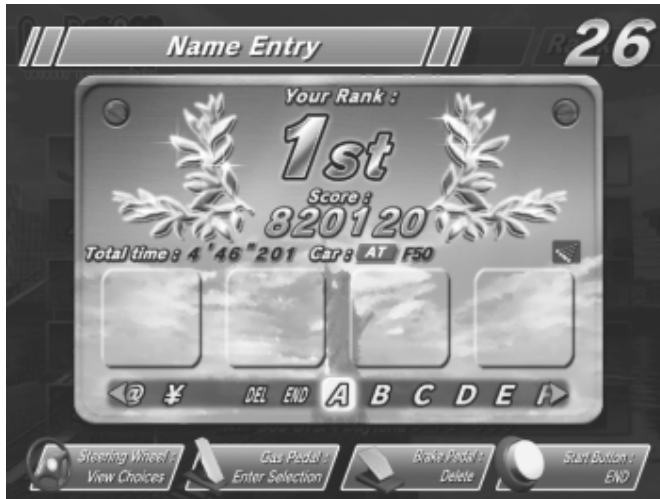 Name Entry
26
Your Rank :
1st
Score :
820120
Total time : 4'46"201 Car : AT F50
@ ¥ DEL END A B C D E
Steering Wheel :
View Choices
Gas Pedal :
Enter Selection
Brake Pedal :
Delete
Start Button :
END